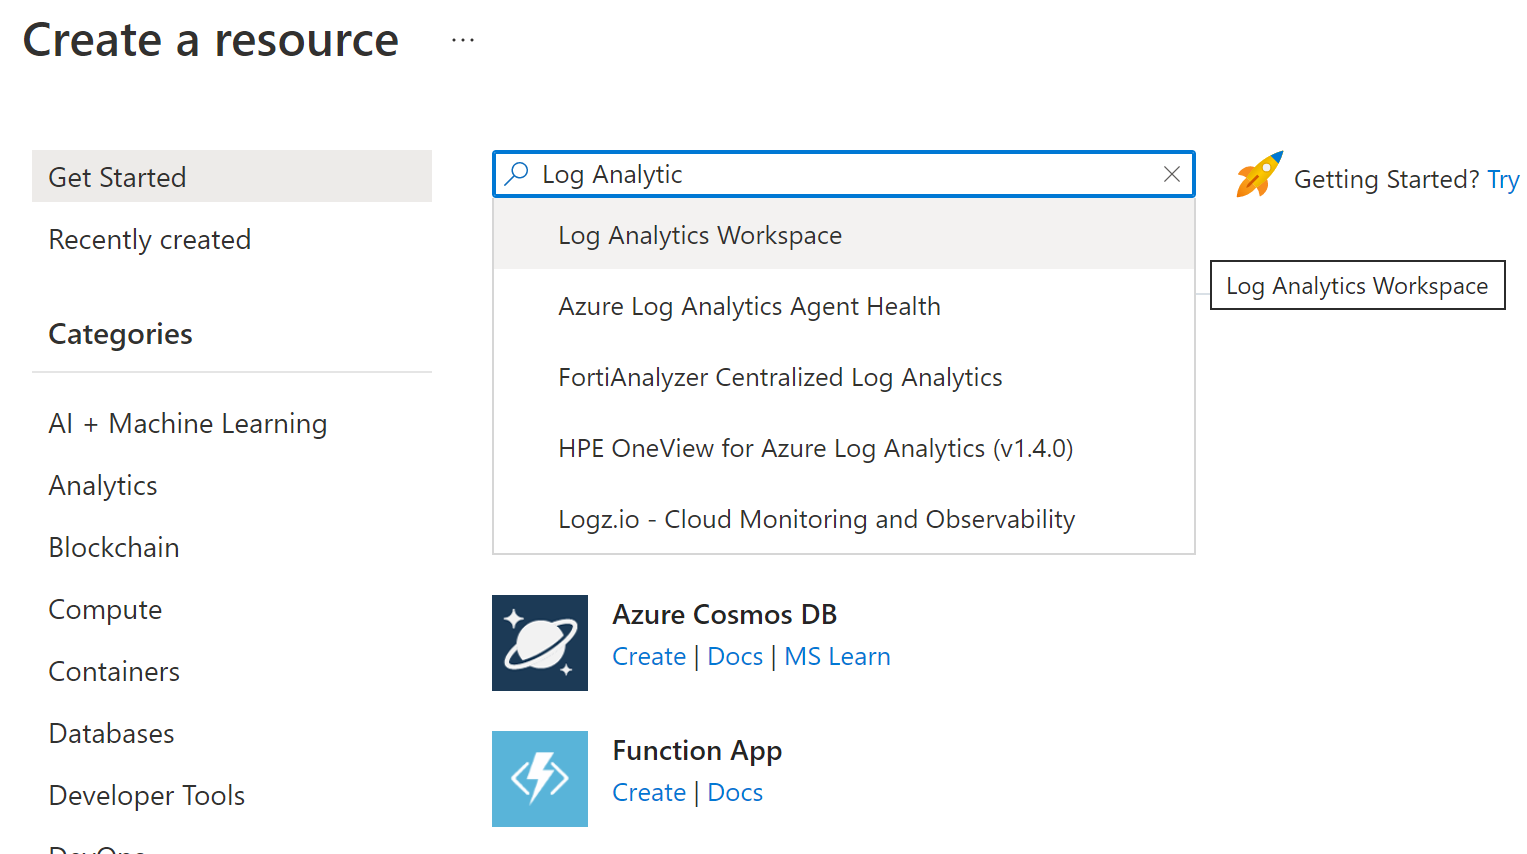 Create a resource ...
Get Started
Recently created
Categories
AI + Machine Learning
Analytics
Blockchain
Compute
Containers
Databases
Developer Tools
Log Analytic
Log Analytics Workspace
Azure Log Analytics Agent Health
FortiAnalyzer Centralized Log Analytics
HPE OneView for Azure Log Analytics (v1.4.0)
Logz.io - Cloud Monitoring and Observability
Azure Cosmos DB
Create | Docs | MS Learn
Function App
Create | Docs
Getting Started? Try
Log Analytics Workspace